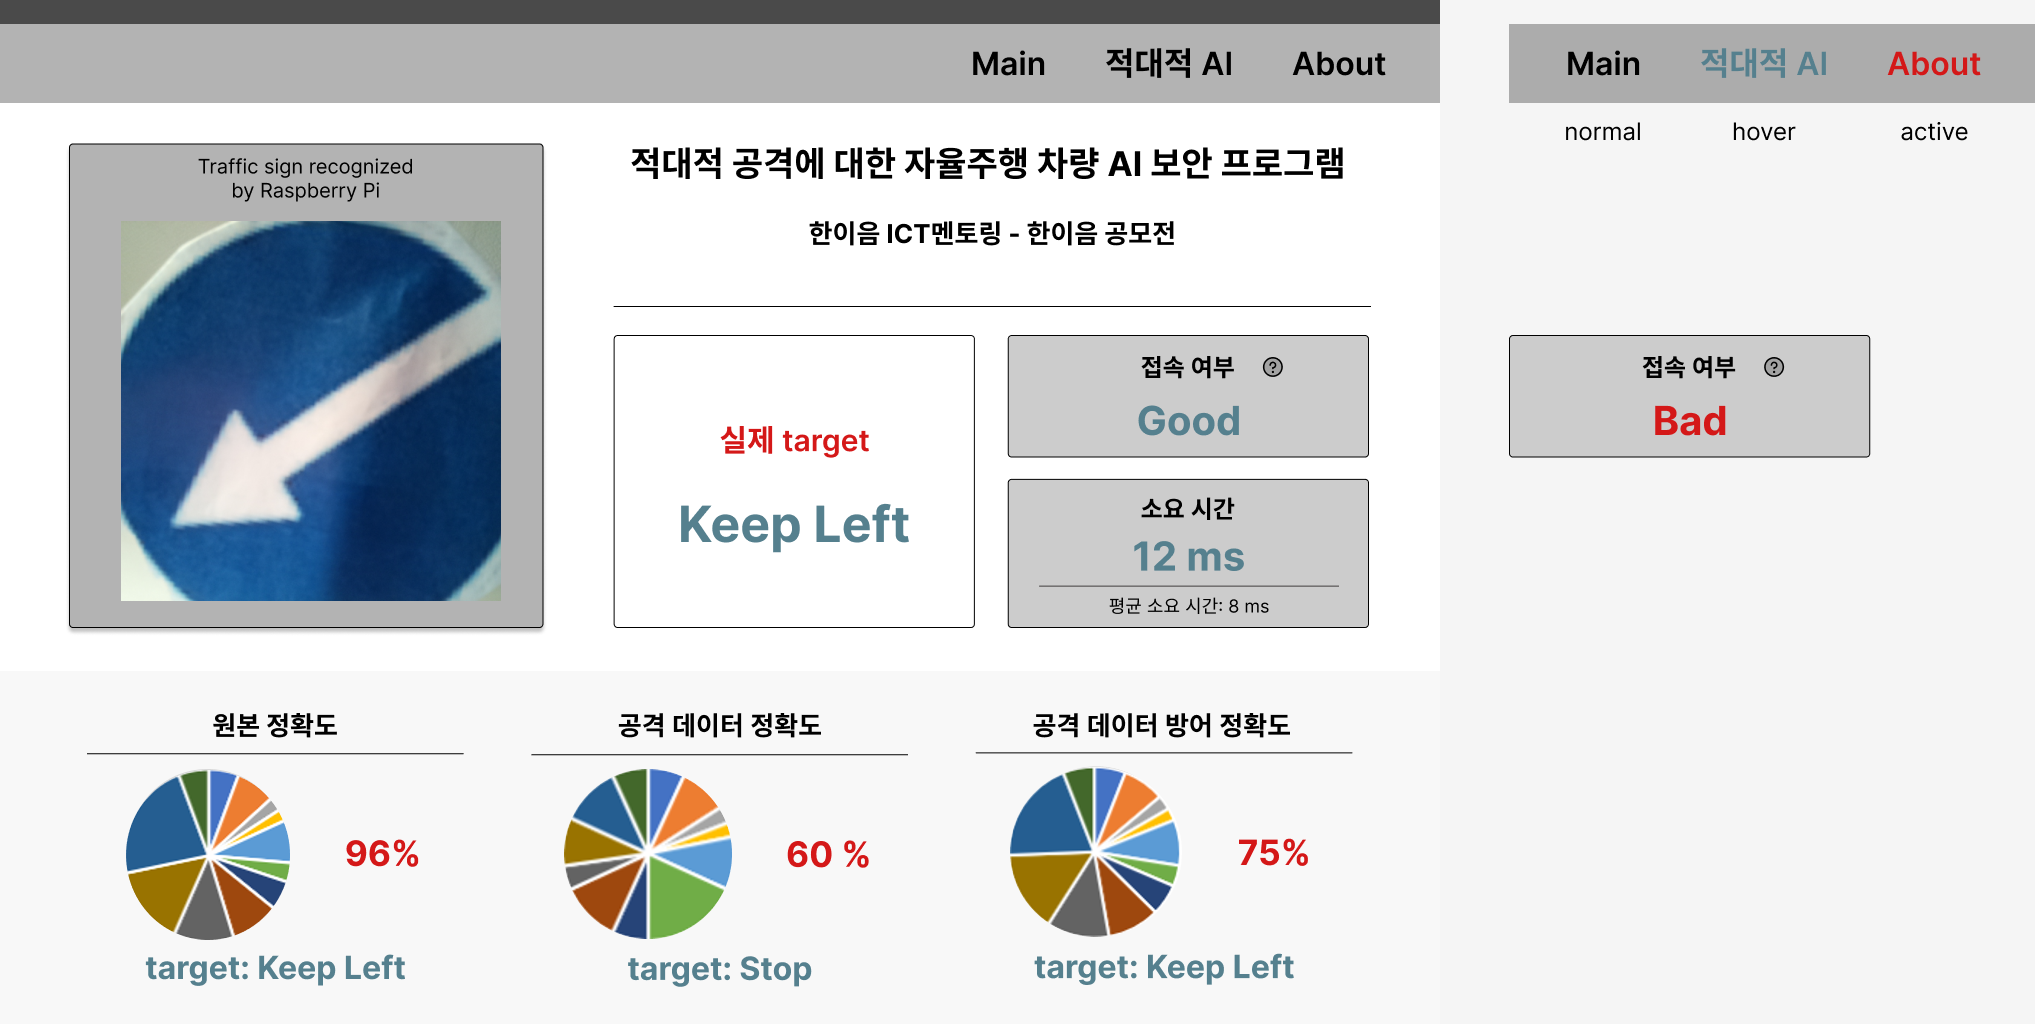 Main 적대적 AI About
Main 적대적 AI About
normal hover active
Traffic sign recognized
by Raspberry Pi
적대적 공격에 대한 자율주행 차량 AI 보안 프로그램
한이음 ICT멘토링 - 한이음 공모전
실제 target
Keep Left
접속 여부 ?
Good
소요 시간
12 ms
평균 소요 시간: 8 ms
접속 여부 ?
Bad
원본 정확도
96%
target: Keep Left
공격 데이터 정확도
60 %
target: Stop
공격 데이터 방어 정확도
75%
target: Keep Left